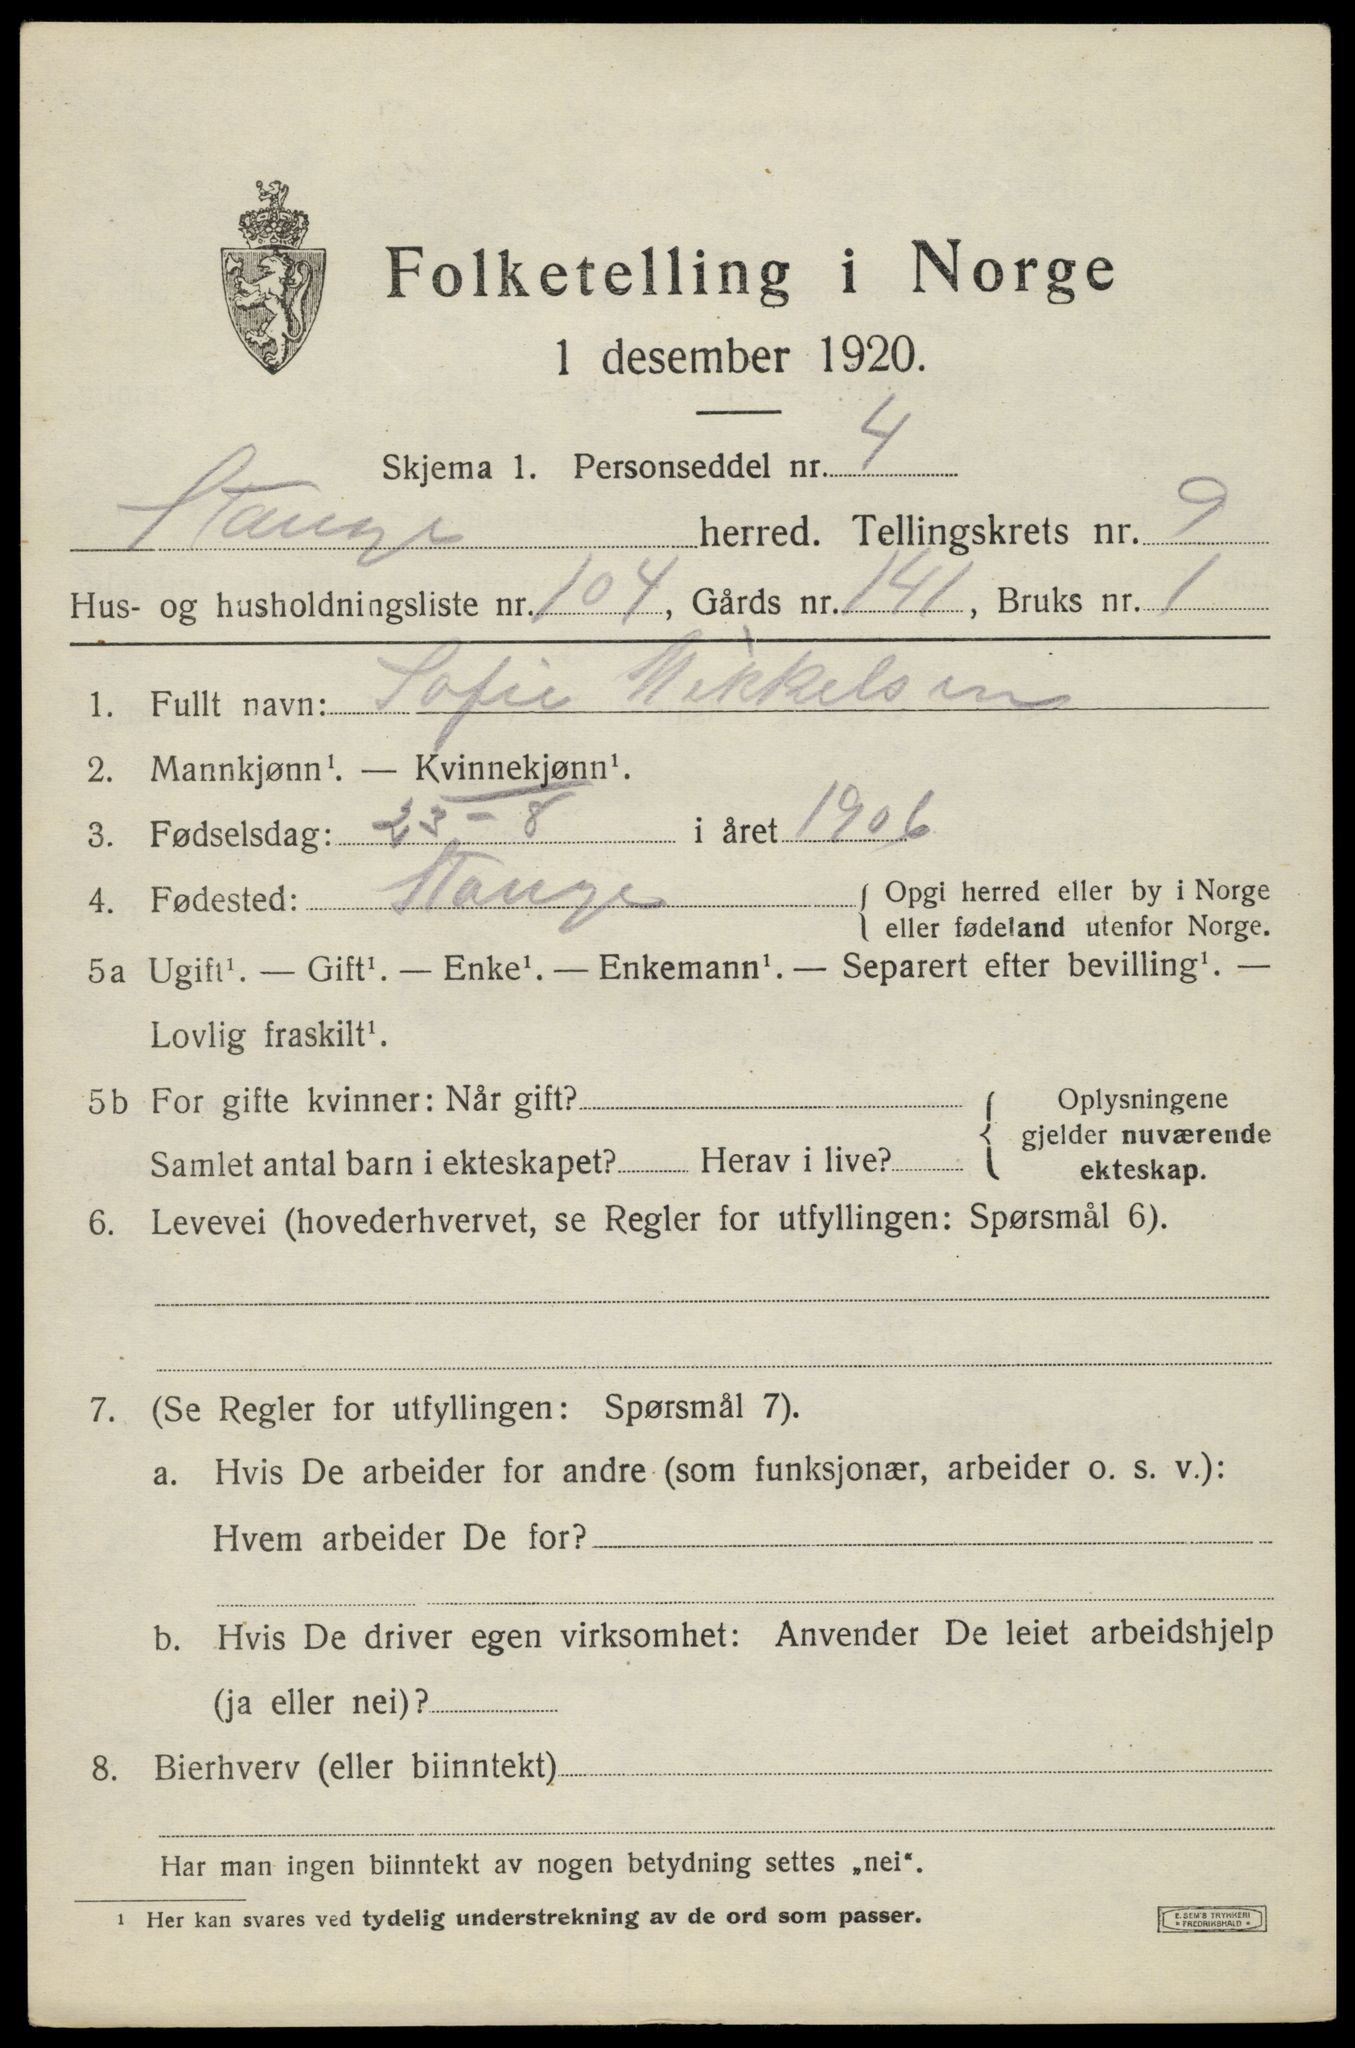 Folketelling i Norge
1 desember 1920.
Skjema 1. Personseddel nr. 4
Stange herred. Tellingskrets nr. 9
Hus- og husholdningsliste nr. 104, Gårds nr. 141, Bruks nr. 1
1. Fullt navn: Sofie Mikkelsen
2. Mannkjønn¹. — Kvinnekjønn¹.
3. Fødselsdag: 23-8 i året 1906
4. Fødested: Stange { Opgi herred eller by i Norge
eller fødeland utenfor Norge.
5a Ugift¹. — Gift¹. — Enke¹. — Enkemann¹. — Separert efter bevilling¹. —
Lovlig fraskilt¹.
5b For gifte kvinner: Når gift?
Samlet antal barn i ekteskapet? Herav i live?
{ Oplysningene
gjelder nuværende
ekteskap.
6. Levevei (hovederhvervet, se Regler for utfyllingen: Spørsmål 6).
7. (Se Regler for utfyllingen: Spørsmål 7).
a. Hvis De arbeider for andre (som funksjonær, arbeider o. s. v.):
Hvem arbeider De for?
b. Hvis De driver egen virksomhet: Anvender De leiet arbeidshjelp
(ja eller nei)?
8. Bierhverv (eller biinntekt)
Har man ingen biinntekt av nogen betydning settes „nei“.
¹ Her kan svares ved tydelig understrekning av de ord som passer.
E. SEM'S TRYKKERI
* FREDRIKSHALD *